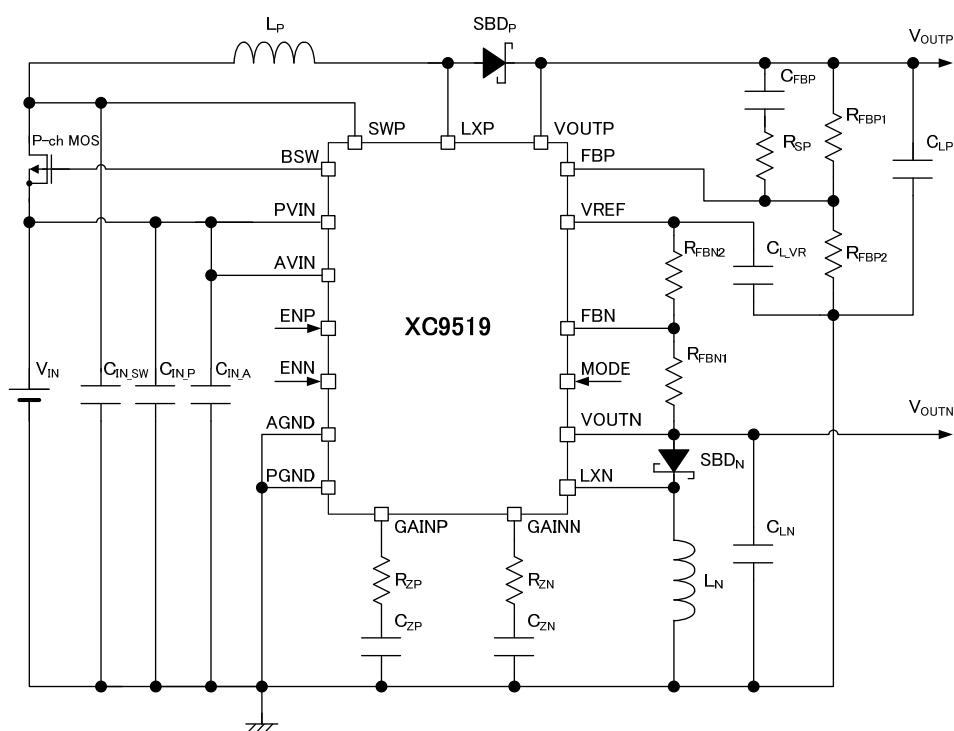 LP
SBDP
VOUTP
CFBP
RFBP1
RSP
CLP
P-ch MOS
SWP
LXP
VOUTP
BSW
FBP
PVIN
VREF
RFBN2
CL_VR
RFBP2
AVIN
ENP
XC9519
FBN
RFBN1
VIN
CIN_SW
CIN_P
CIN_A
ENN
MODE
AGND
VOUTN
VOUTN
SBDN
PGND
LXN
GAINP
GAINN
CLN
RZP
RZN
LN
CZP
CZN